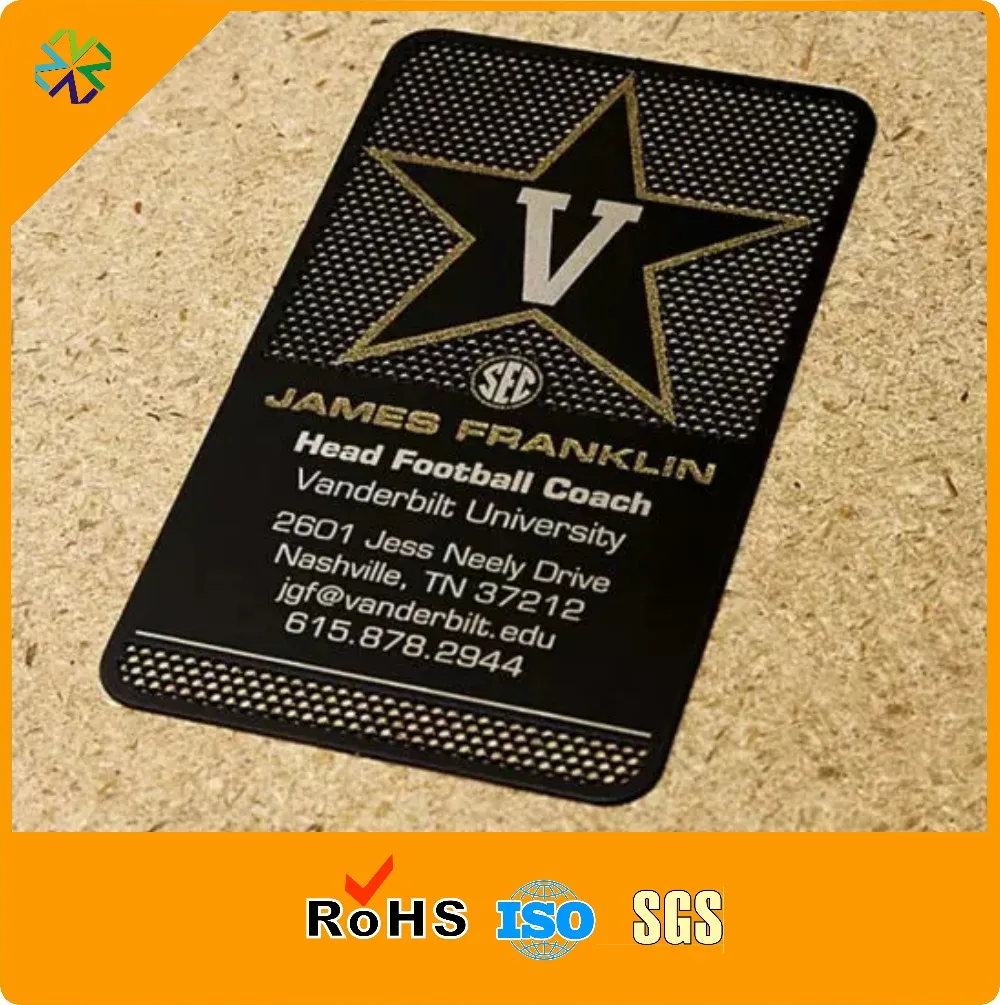 V
SEC
JAMES FRANKLIN
Head Football Coach
Vanderbilt University
2601 Jess Neely Drive
Nashville, TN 37212
jgf@vanderbilt.edu
615.878.2944
RoHS ISO SGS